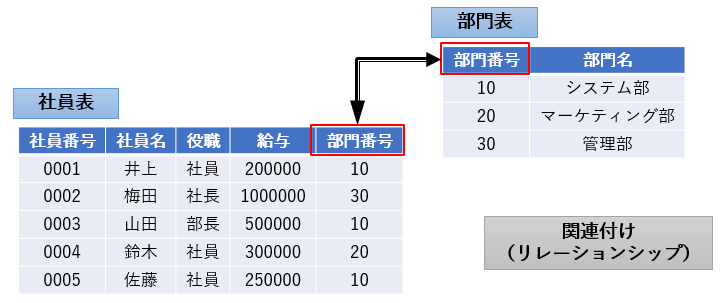 部門表
部門番号 部門名
10 システム部
20 マーケティング部
30 管理部
社員表
社員番号 社員名 役職 給与 部門番号
0001 井上 社員 200000 10
0002 梅田 社長 1000000 30
0003 山田 部長 500000 10
0004 鈴木 社員 300000 20
0005 佐藤 社員 250000 10
関連付け
（リレーションシップ）